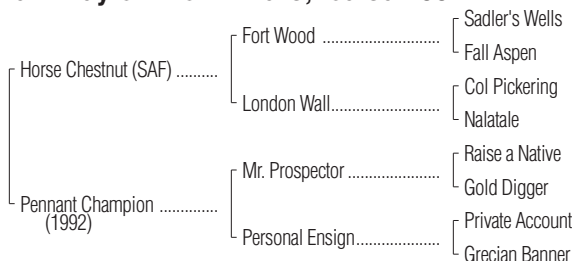 Sadler's Wells
Fort Wood ........................
Fall Aspen
Horse Chestnut (SAF) ..........
Col Pickering
London Wall...........................
Nalatale
Raise a Native
Mr. Prospector .......................
Gold Digger
Pennant Champion ..............
(1992)
Private Account
Personal Ensign.....................
Grecian Banner